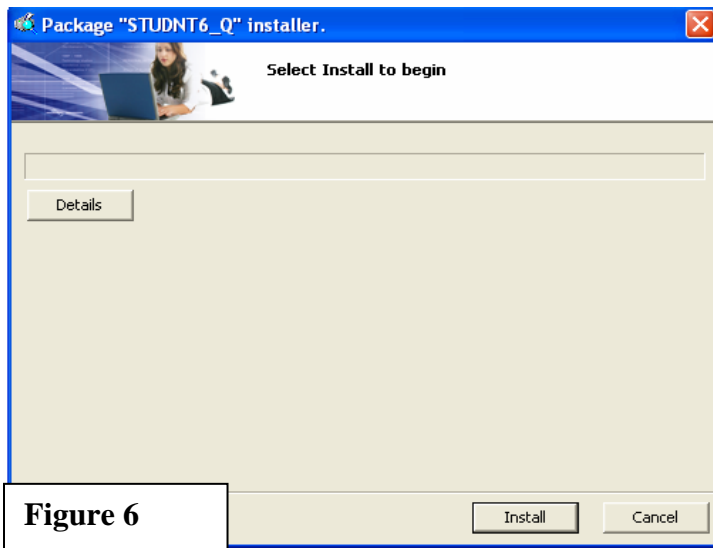 Package "STUDNT6_Q" installer.
Select Install to begin
Details
Figure 6
Install Cancel